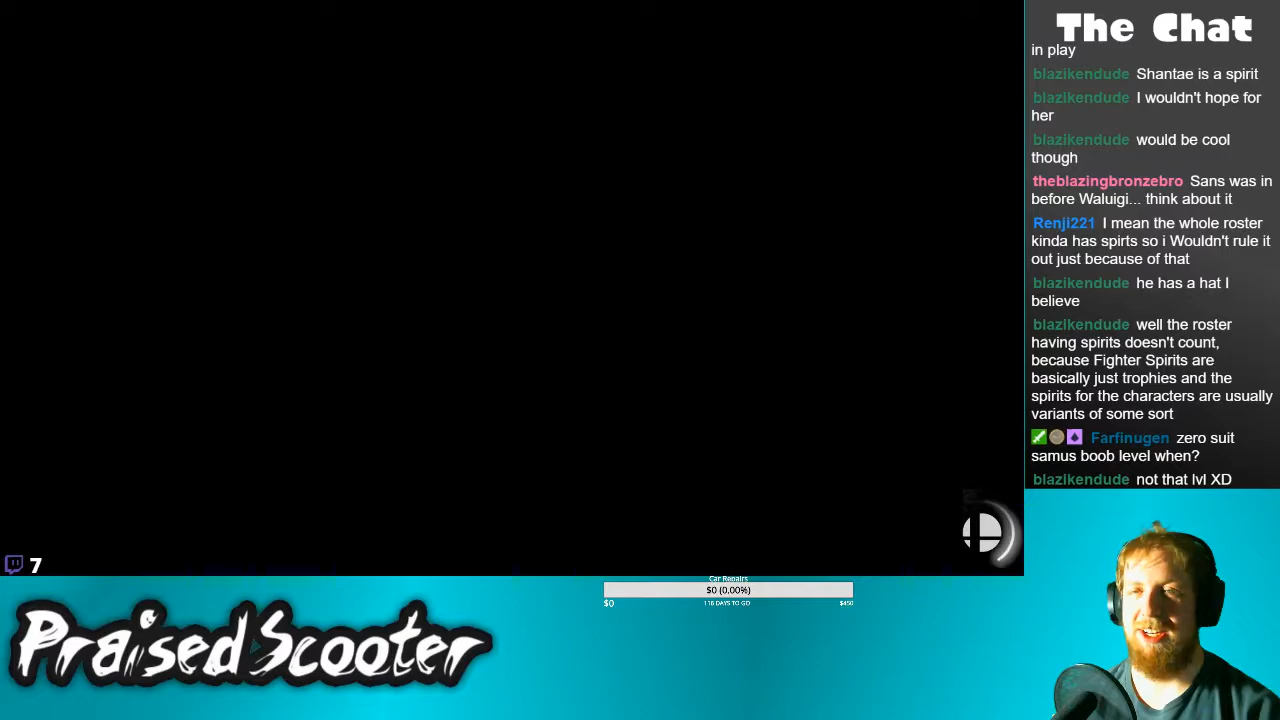 The Chat
in play
blazikendude Shantae is a spirit
blazikendude I wouldn't hope for
her
blazikendude would be cool
though
theblazingbronzebro Sans was in
before Waluigi... think about it
Renji221 I mean the whole roster
kinda has spirts so i Wouldn't rule it
out just because of that
blazikendude he has a hat I
believe
blazikendude well the roster
having spirits doesn't count,
because Fighter Spirits are
basically just trophies and the
spirits for the characters are usually
variants of some sort
Farfinugen zero suit
samus boob level when?
blazikendude not that lvl XD
7
Car Repairs
$0 (0.00%)
$0 116 DAYS TO GO $450
PraisedScooter